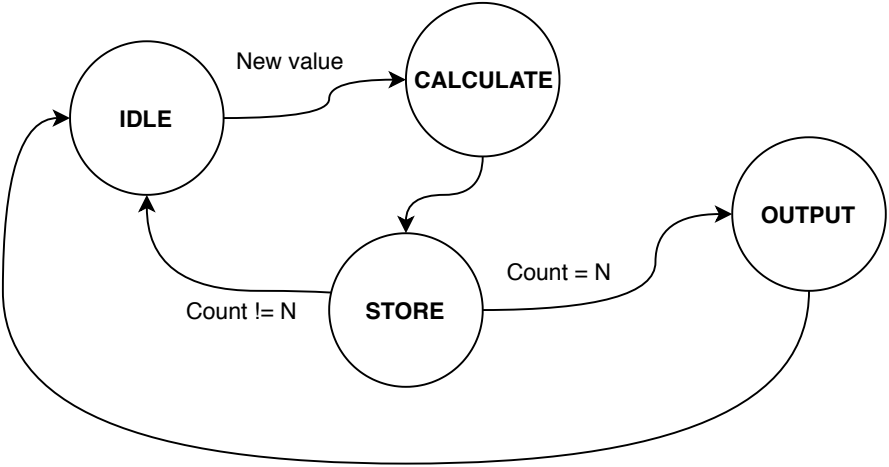 New value
CALCULATE
IDLE
OUTPUT
Count = N
Count != N
STORE